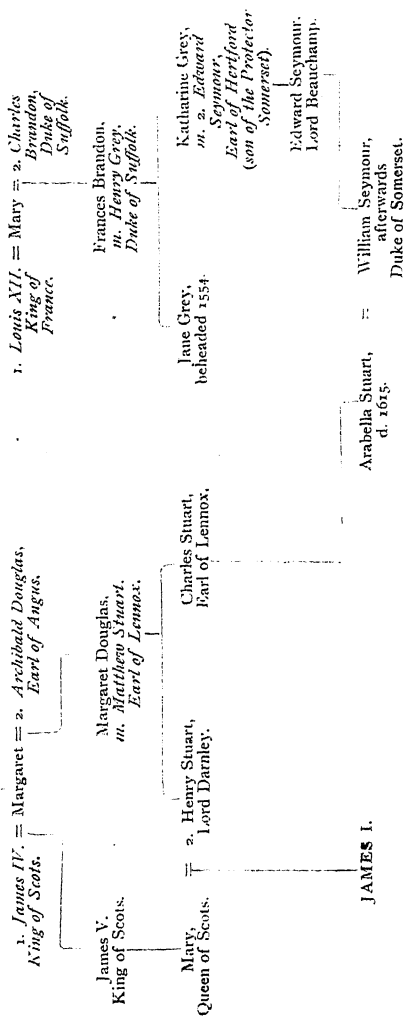 1. James IV. = Margaret = 2. Archibald Douglas,
King of Scots.
Earl of Angus.
1. Louis XII. = Mary = 2. Charles
King of
France.
Brandon,
Duke of
Suffolk.
James V.
King of Scots.
Margaret Douglas,
m. Matthew Stuart.
Earl of Lennox.
Frances Brandon,
m. Henry Grey,
Duke of Suffolk.
Mary,
Queen of Scots.
=
2. Henry Stuart,
Lord Darnley.
Charles Stuart,
Earl of Lennox,
Jane Grey,
beheaded 1554.
Katharine Grey,
m. 2. Edward
Seymour,
Earl of Hertford
(son of the Protector
Somerset).
Edward Seymour.
Lord Beauchamp.
JAMES I.
Arabella Stuart,
d. 1615.
=
William Seymour,
afterwards
Duke of Somerset.